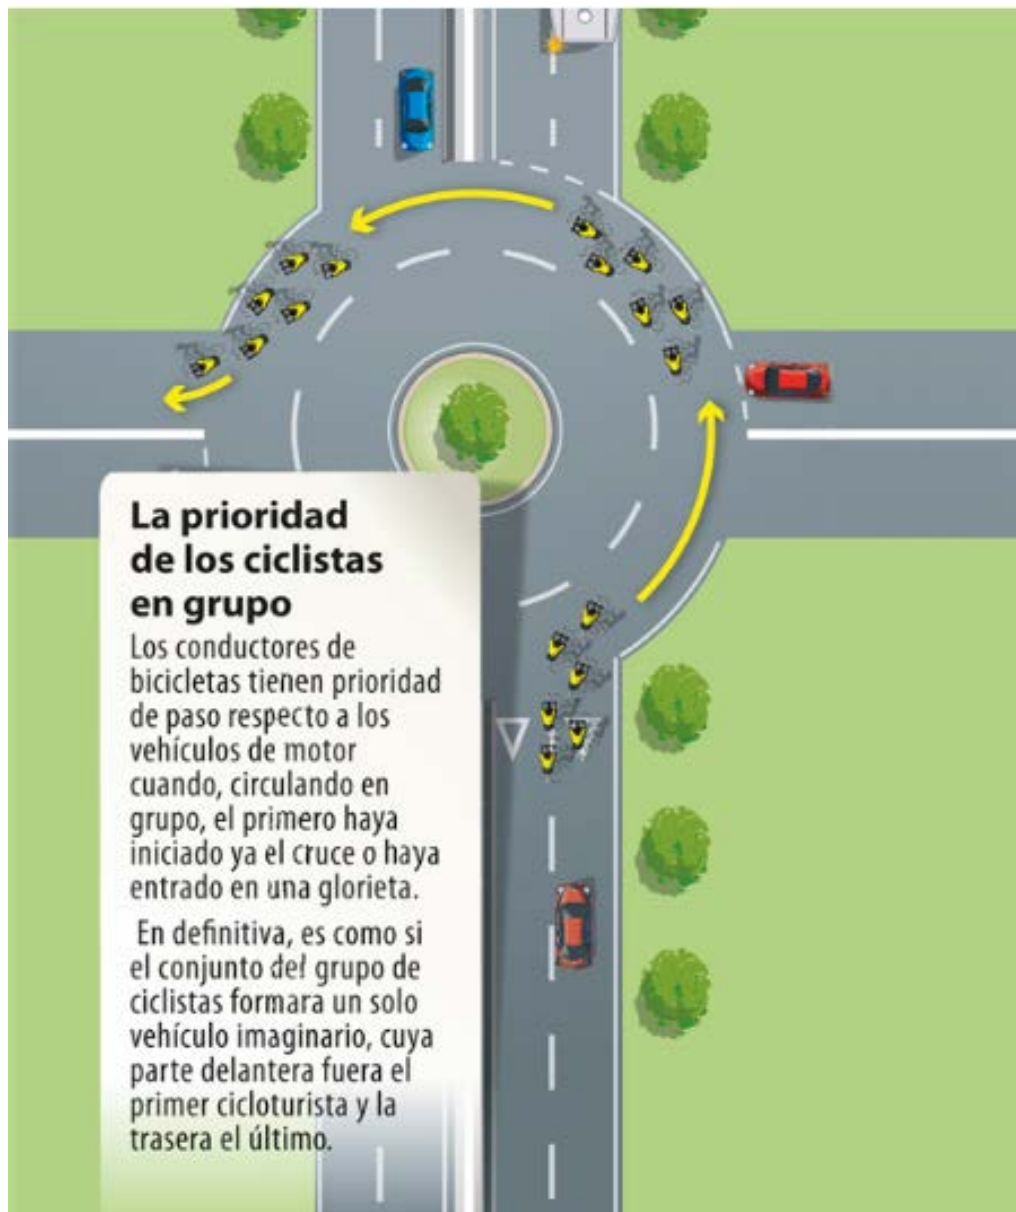 La prioridad
de los ciclistas
en grupo
Los conductores de
bicicletas tienen prioridad
de paso respecto a los
vehículos de motor
cuando, circulando en
grupo, el primero haya
iniciado ya el cruce o haya
entrado en una glorieta.
En definitiva, es como si
el conjunto del grupo de
ciclistas formara un solo
vehículo imaginario, cuya
parte delantera fuera el
primer cicloturista y la
trasera el último.